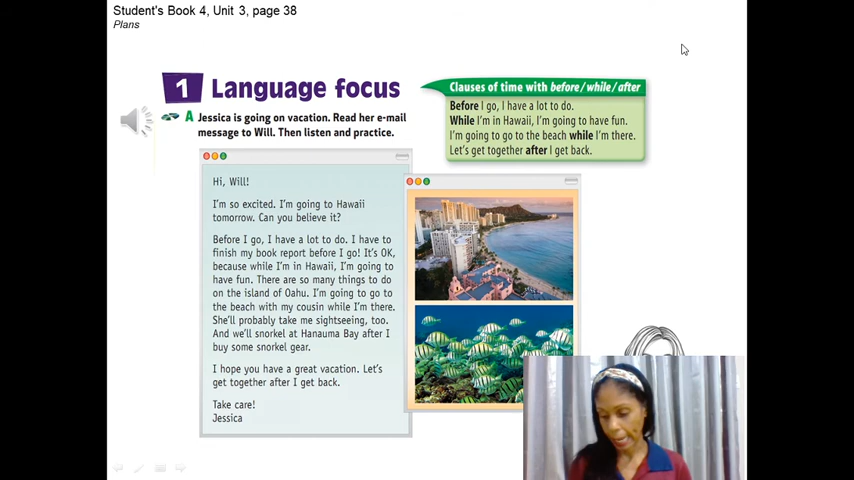 Student's Book 4, Unit 3, page 38
Plans
1 Language focus
A Jessica is going on vacation. Read her e-mail
message to Will. Then listen and practice.
Clauses of time with before/while/after
Before I go, I have a lot to do.
While I'm in Hawaii, I'm going to have fun.
I'm going to go to the beach while I'm there.
Let's get together after I get back.
Hi, Will!
I'm so excited. I'm going to Hawaii
tomorrow. Can you believe it?
Before I go, I have a lot to do. I have to
finish my book report before I go! It's OK,
because while I'm in Hawaii, I'm going to
have fun. There are so many things to do
on the island of Oahu. I'm going to go to
the beach with my cousin while I'm there.
She'll probably take me sightseeing, too.
And we'll snorkel at Hanauma Bay after I
buy some snorkel gear.
I hope you have a great vacation. Let's
get together after I get back.
Take care!
Jessica